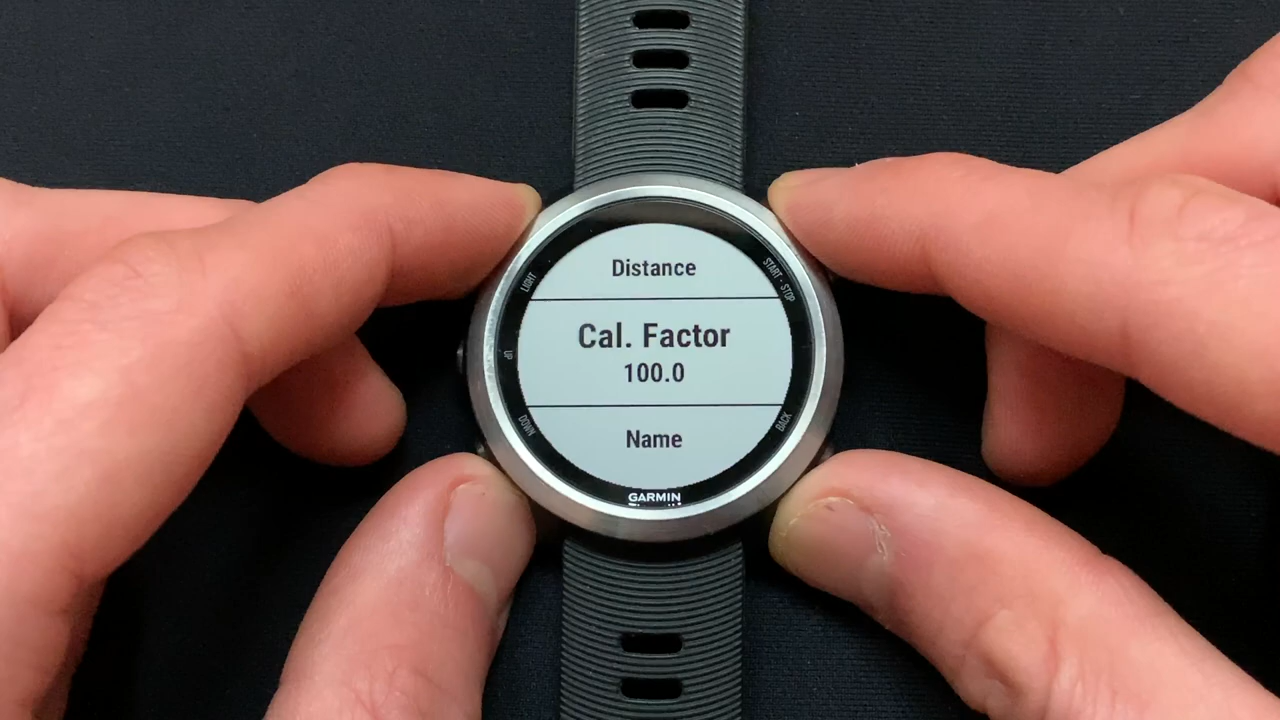 Distance
LIGHT
START · STOP
Cal. Factor
UP
100.0
DOWN
BACK
Name
GARMIN